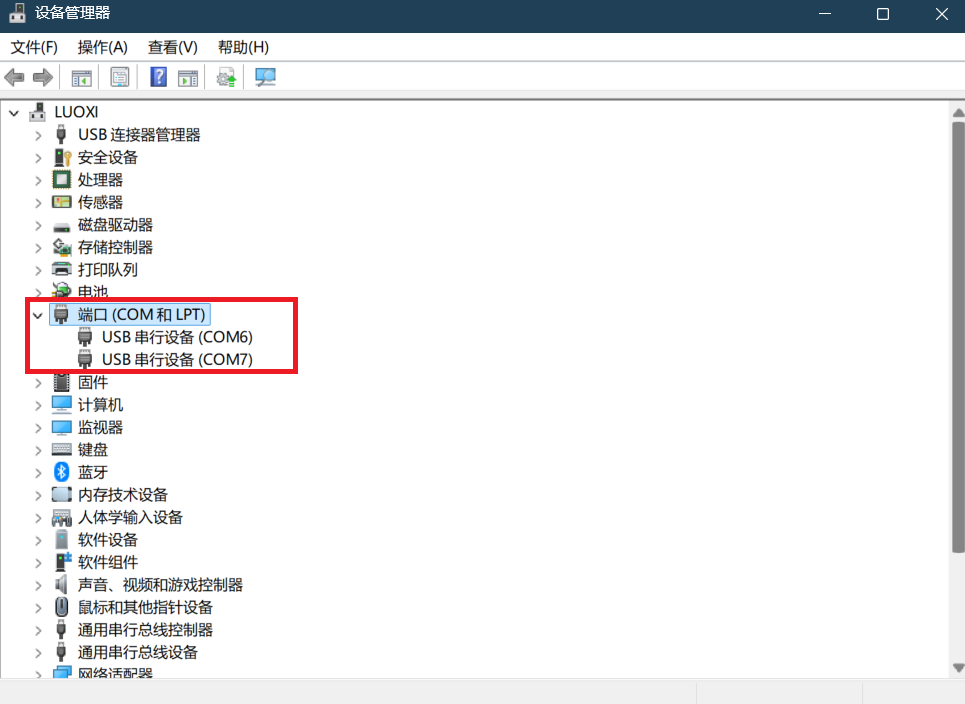 设备管理器
文件(F) 操作(A) 查看(V) 帮助(H)
LUOXI
USB 连接器管理器
安全设备
处理器
传感器
磁盘驱动器
存储控制器
打印队列
电池
端口 (COM 和 LPT)
USB 串行设备 (COM6)
USB 串行设备 (COM7)
固件
计算机
监视器
键盘
蓝牙
内存技术设备
人体学输入设备
软件设备
软件组件
声音、视频和游戏控制器
鼠标和其他指针设备
通用串行总线控制器
通用串行总线设备
网络适配器